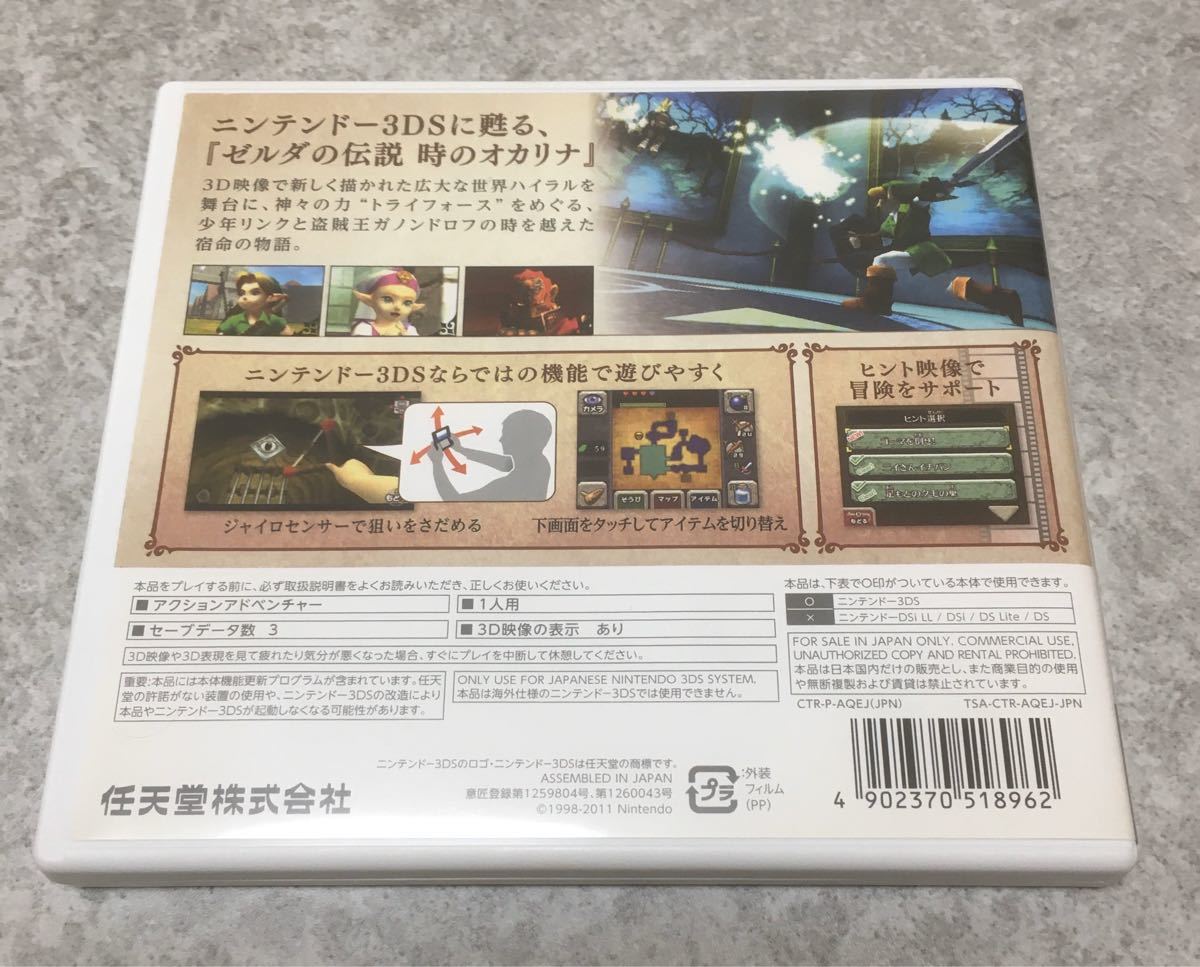 ニンテンドー3DSに甦る、
『ゼルダの伝説 時のオカリナ』
3D映像で新しく描かれた広大な世界ハイラルを
舞台に、神々の力“トライフォース”をめぐる、
少年リンクと盗賊王ガノンドロフの時を越えた
宿命の物語。
ニンテンドー3DSならではの機能で遊びやすく
カメラ
59
そうび
マップ
アイテム
ジャイロセンサーで狙いをさだめる
下画面をタッチしてアイテムを切り替え
ヒント映像で
冒険をサポート
ヒント選択
ゴーマを倒せ!
ニイさんイチバン
足もとのクモの巣
もどる
本品をプレイする前に、必ず取扱説明書をよくお読みいただき、正しくお使いください。
■アクションアドベンチャー
■1人用
■セーブデータ数 3
■3D映像の表示 あり
3D映像や3D表現を見て疲れたり気分が悪くなった場合、すぐにプレイを中断して休憩してください。
重要:本品には本体機能更新プログラムが含まれています。任天
堂の許諾がない装置の使用や、ニンテンドー3DSの改造により
本品やニンテンドー3DSが起動しなくなる可能性があります。
ONLY USE FOR JAPANESE NINTENDO 3DS SYSTEM.
本品は海外仕様のニンテンドー3DSでは使用できません。
本品は、下表で○印がついている本体で使用できます。
○ ニンテンドー3DS
× ニンテンドーDSi LL / DSi / DS Lite / DS
FOR SALE IN JAPAN ONLY. COMMERCIAL USE,
UNAUTHORIZED COPY AND RENTAL PROHIBITED.
本品は日本国内だけの販売とし、また商業目的の使用
や無断複製および賃貸は禁止されています。
CTR-P-AQEJ(JPN)
TSA-CTR-AQEJ-JPN
任天堂株式会社
ニンテンドー3DSのロゴ・ニンテンドー3DSは任天堂の商標です。
ASSEMBLED IN JAPAN
意匠登録第1259804号、第1260043号
©1998-2011 Nintendo
プラ
:外装
フィルム
(PP)
4 902370 518962